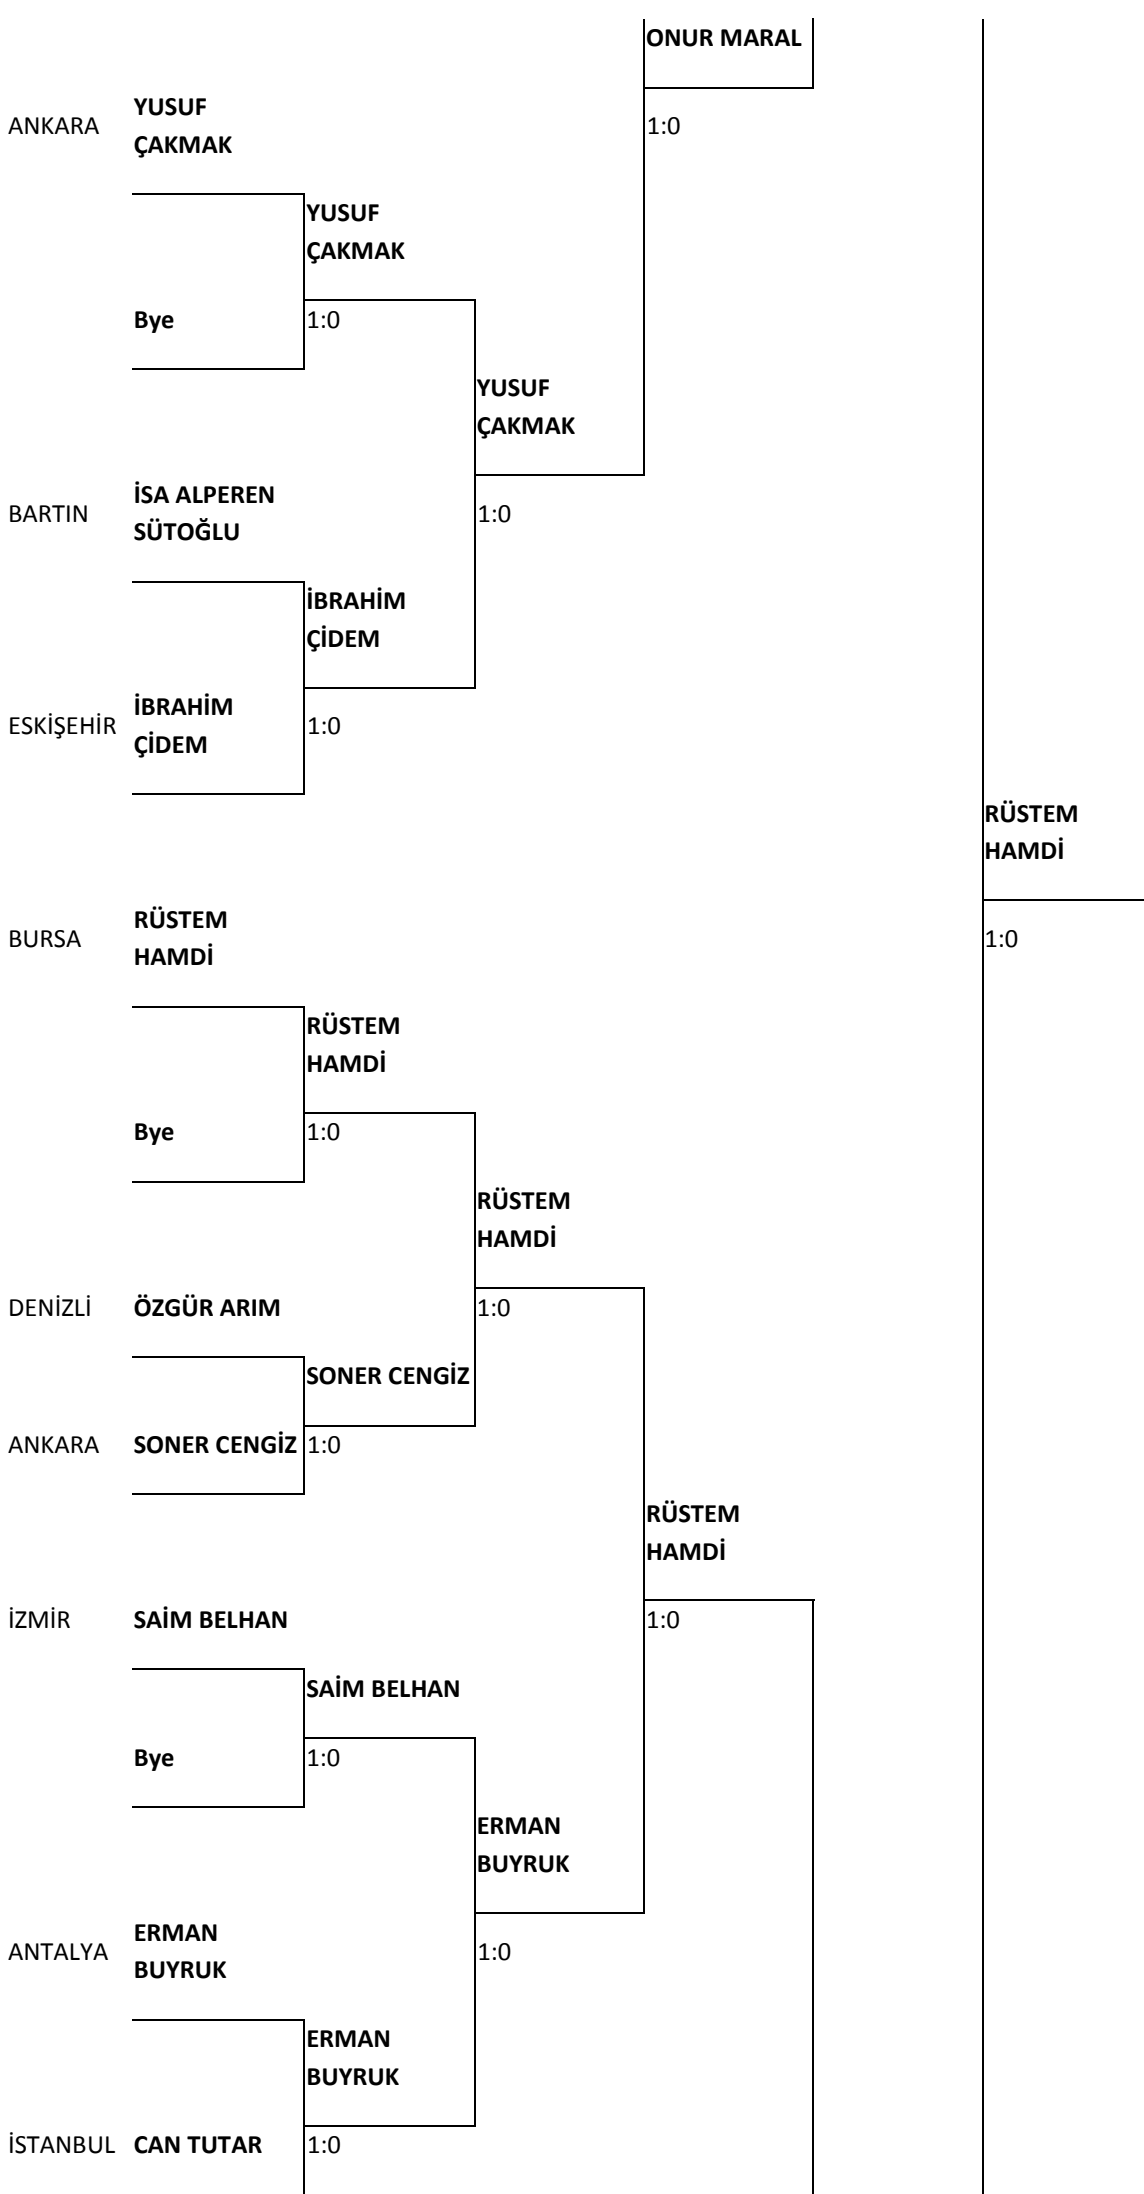 ONUR MARAL
ANKARA
YUSUF
ÇAKMAK
1:0
YUSUF
ÇAKMAK
Bye
1:0
YUSUF
ÇAKMAK
BARTIN
İSA ALPEREN
SÜTOĞLU
1:0
İBRAHİM
ÇİDEM
ESKİŞEHİR
İBRAHİM
ÇİDEM
1:0
RÜSTEM
HAMDİ
BURSA
RÜSTEM
HAMDİ
1:0
RÜSTEM
HAMDİ
Bye
1:0
RÜSTEM
HAMDİ
DENİZLİ
ÖZGÜR ARIM
1:0
SONER CENGİZ
ANKARA
SONER CENGİZ
1:0
RÜSTEM
HAMDİ
İZMİR
SAİM BELHAN
1:0
SAİM BELHAN
Bye
1:0
ERMAN
BUYRUK
ANTALYA
ERMAN
BUYRUK
1:0
ERMAN
BUYRUK
İSTANBUL
CAN TUTAR
1:0